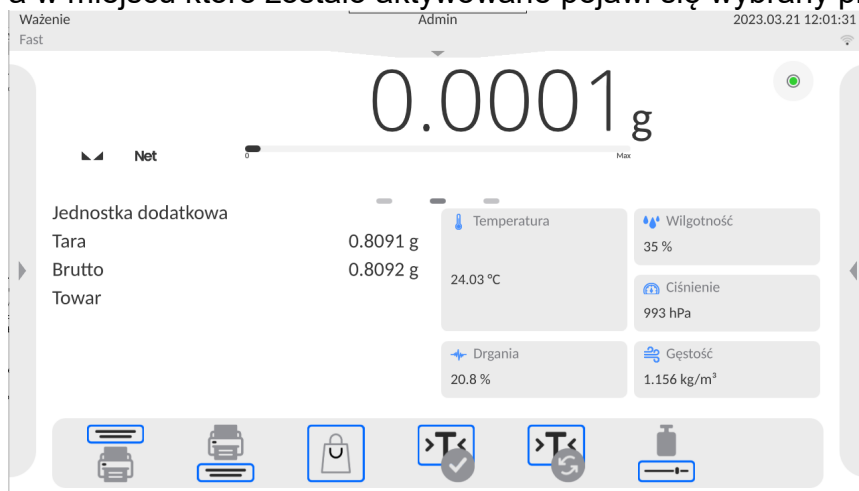 a w miejscu które zostało aktywowane pojawi się wybrany
Ważenie Admin 2023.03.21 12:01:31
Fast
0.0001 g
Net
0 Max
Jednostka dodatkowa
Tara 0.8091 g
Brutto 0.8092 g
Towar
Temperatura
24.03 °C
Wilgotność
35 %
Ciśnienie
993 hPa
Drgania
20.8 %
Gęstość
1.156 kg/m³
>T<
>T<